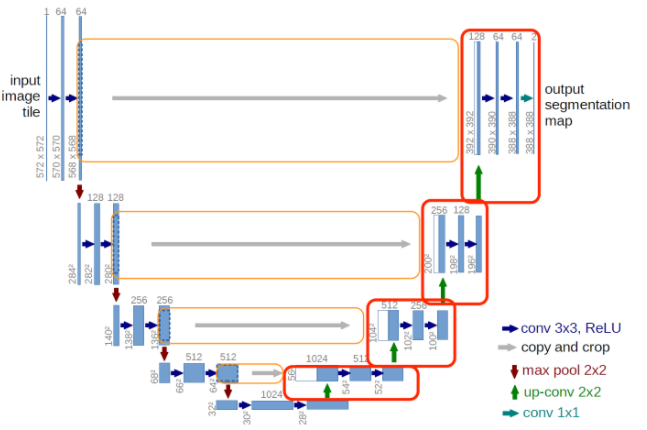 1 64 64
128 64 64 2
input
image
tile
output
segmentation
map
572 x 572
570 x 570
568 x 568
392 x 392
390 x 390
388 x 388
388 x 388
128 128
256 128
284²
282²
280²
200²
198²
196²
256 256
512 256
140²
138²
136²
104²
102²
100²
512 512
1024 512
68²
66²
64²
56²
54²
52²
1024
32²
30²
28²
conv 3x3, ReLU
copy and crop
max pool 2x2
up-conv 2x2
conv 1x1